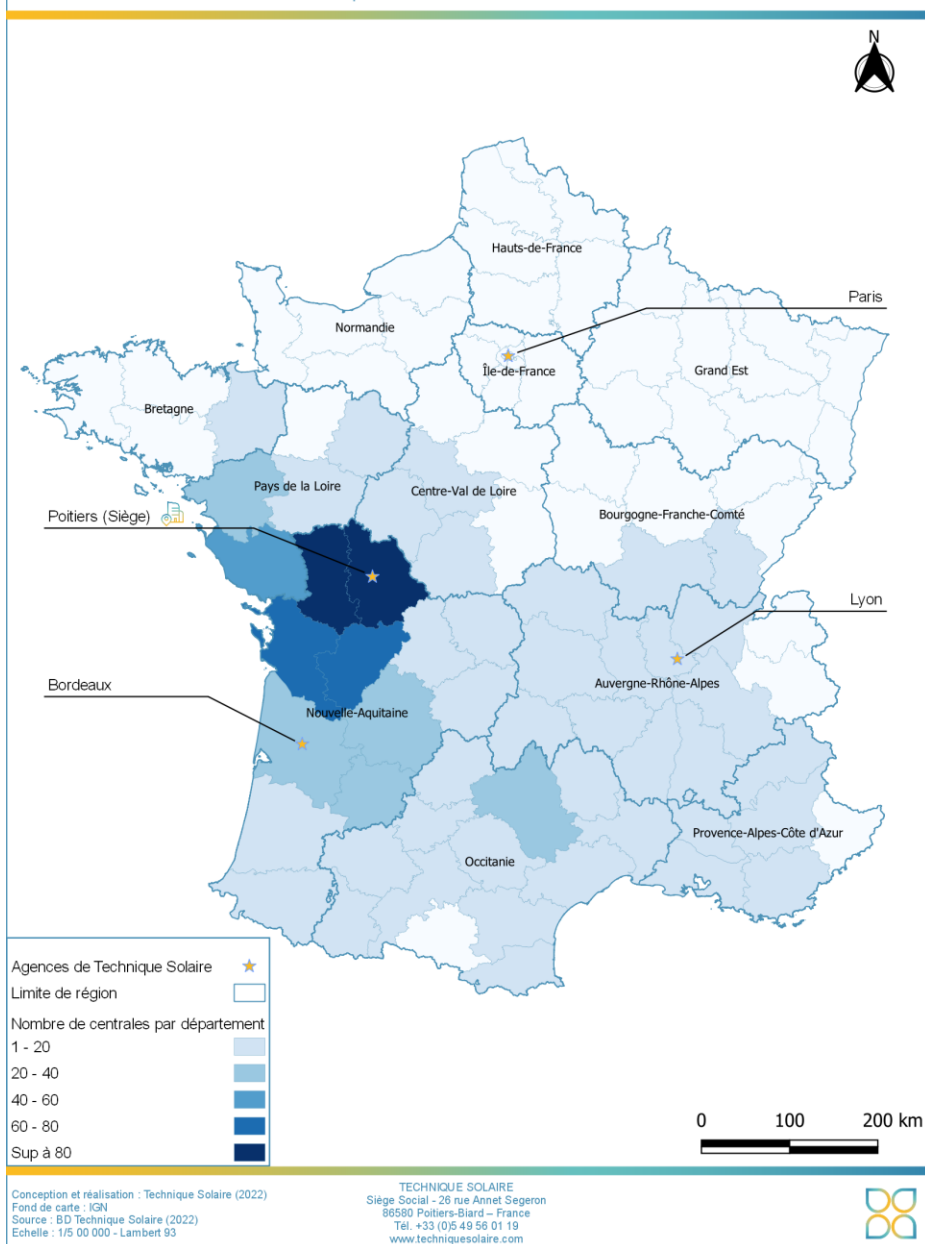 N
Hauts-de-France
Paris
Normandie
Île-de-France
Grand Est
Bretagne
Pays de la Loire
Centre-Val de Loire
Poitiers (Siège)
Bourgogne-Franche-Comté
Lyon
Auvergne-Rhône-Alpes
Bordeaux
Nouvelle-Aquitaine
Provence-Alpes-Côte d'Azur
Occitanie
Agences de Technique Solaire
Limite de région
Nombre de centrales par département
1 - 20
20 - 40
40 - 60
60 - 80
Sup à 80
0 100 200 km
Conception et réalisation : Technique Solaire (2022)
Fond de carte : IGN
Source : BD Technique Solaire (2022)
Echelle : 1/5 00 000 - Lambert 93
TECHNIQUE SOLAIRE
Siège Social - 26 rue Annet Segeron
86580 Poitiers-Biard – France
Tél. +33 (0)5 49 56 01 19
www.techniquesolaire.com